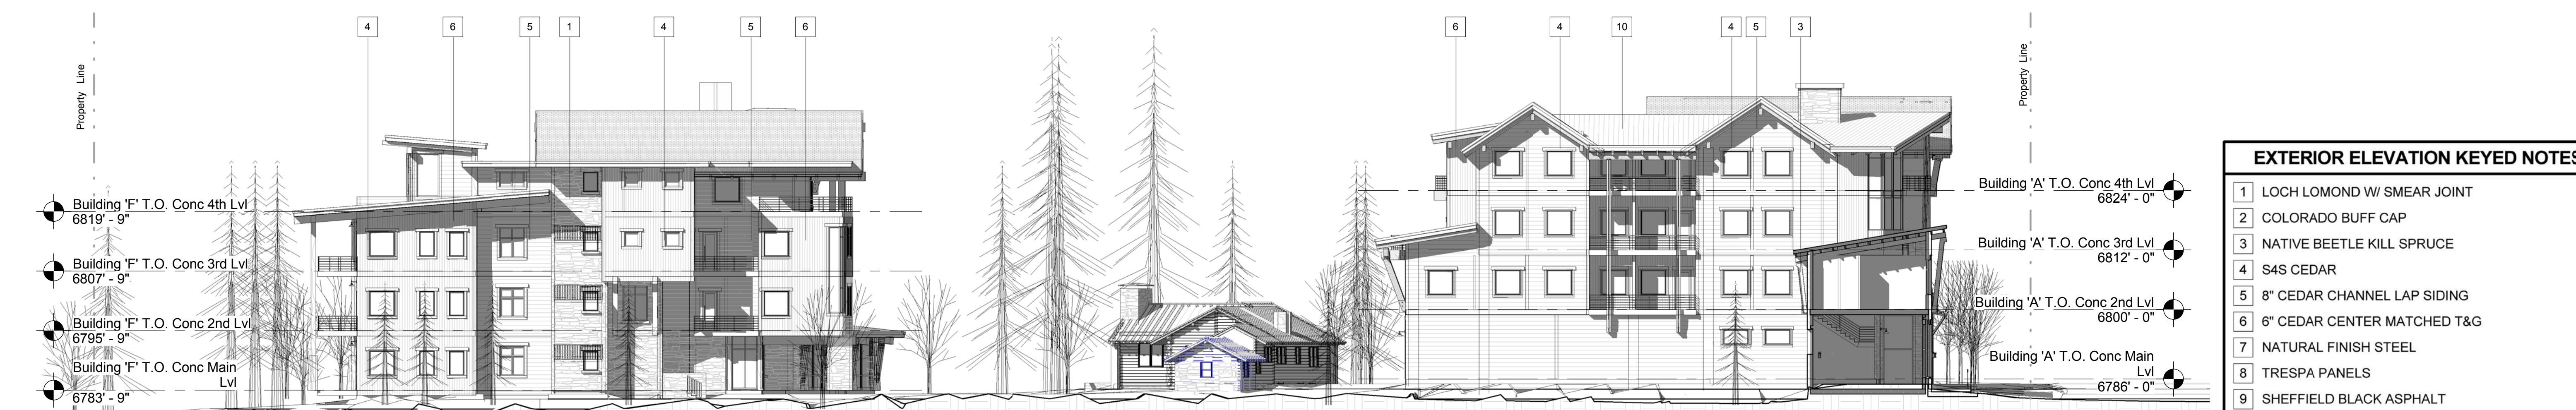 4
6
5
1
4
5
6
6
4
10
4
5
3
Property Line
Property Line
Building 'F' T.O. Conc 4th Lvl
6819' - 9"
Building 'F' T.O. Conc 3rd Lvl
6807' - 9"
Building 'F' T.O. Conc 2nd Lvl
6795' - 9"
Building 'F' T.O. Conc Main
Lvl
6783' - 9"
Building 'A' T.O. Conc 4th Lvl
6824' - 0"
Building 'A' T.O. Conc 3rd Lvl
6812' - 0"
Building 'A' T.O. Conc 2nd Lvl
6800' - 0"
Building 'A' T.O. Conc Main
Lvl
6786' - 0"
EXTERIOR ELEVATION KEYED NOTES
1 LOCH LOMOND W/ SMEAR JOINT
2 COLORADO BUFF CAP
3 NATIVE BEETLE KILL SPRUCE
4 S4S CEDAR
5 8" CEDAR CHANNEL LAP SIDING
6 6" CEDAR CENTER MATCHED T&G
7 NATURAL FINISH STEEL
8 TRESPA PANELS
9 SHEFFIELD BLACK ASPHALT